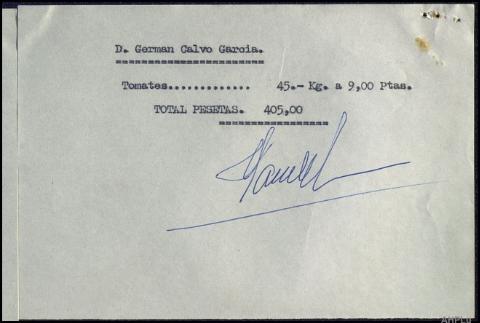 D. German Calvo Garcia.
Tomates............. 45.- Kg. a 9,00 Ptas.
TOTAL PESETAS. 405,00